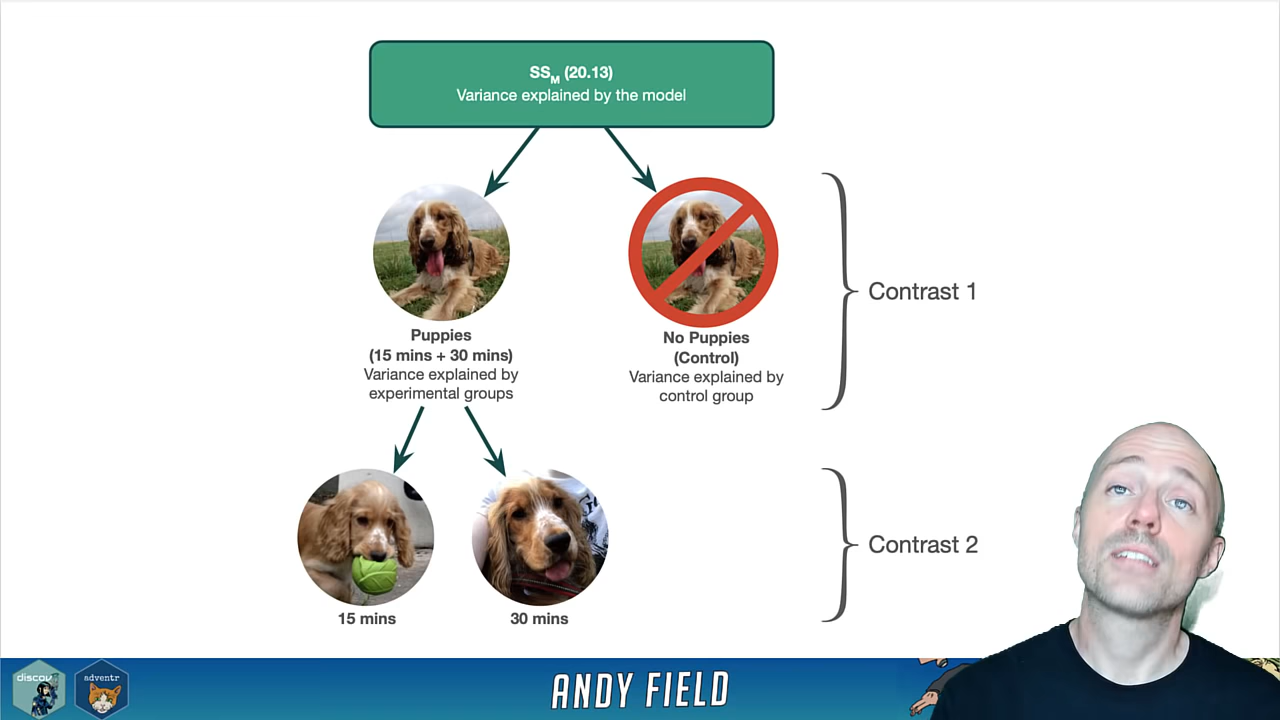 SSM (20.13)
Variance explained by the model
Puppies
(15 mins + 30 mins)
Variance explained by
experimental groups
No Puppies
(Control)
Variance explained by
control group
Contrast 1
15 mins
30 mins
Contrast 2
discov
adventr
ANDY FIELD